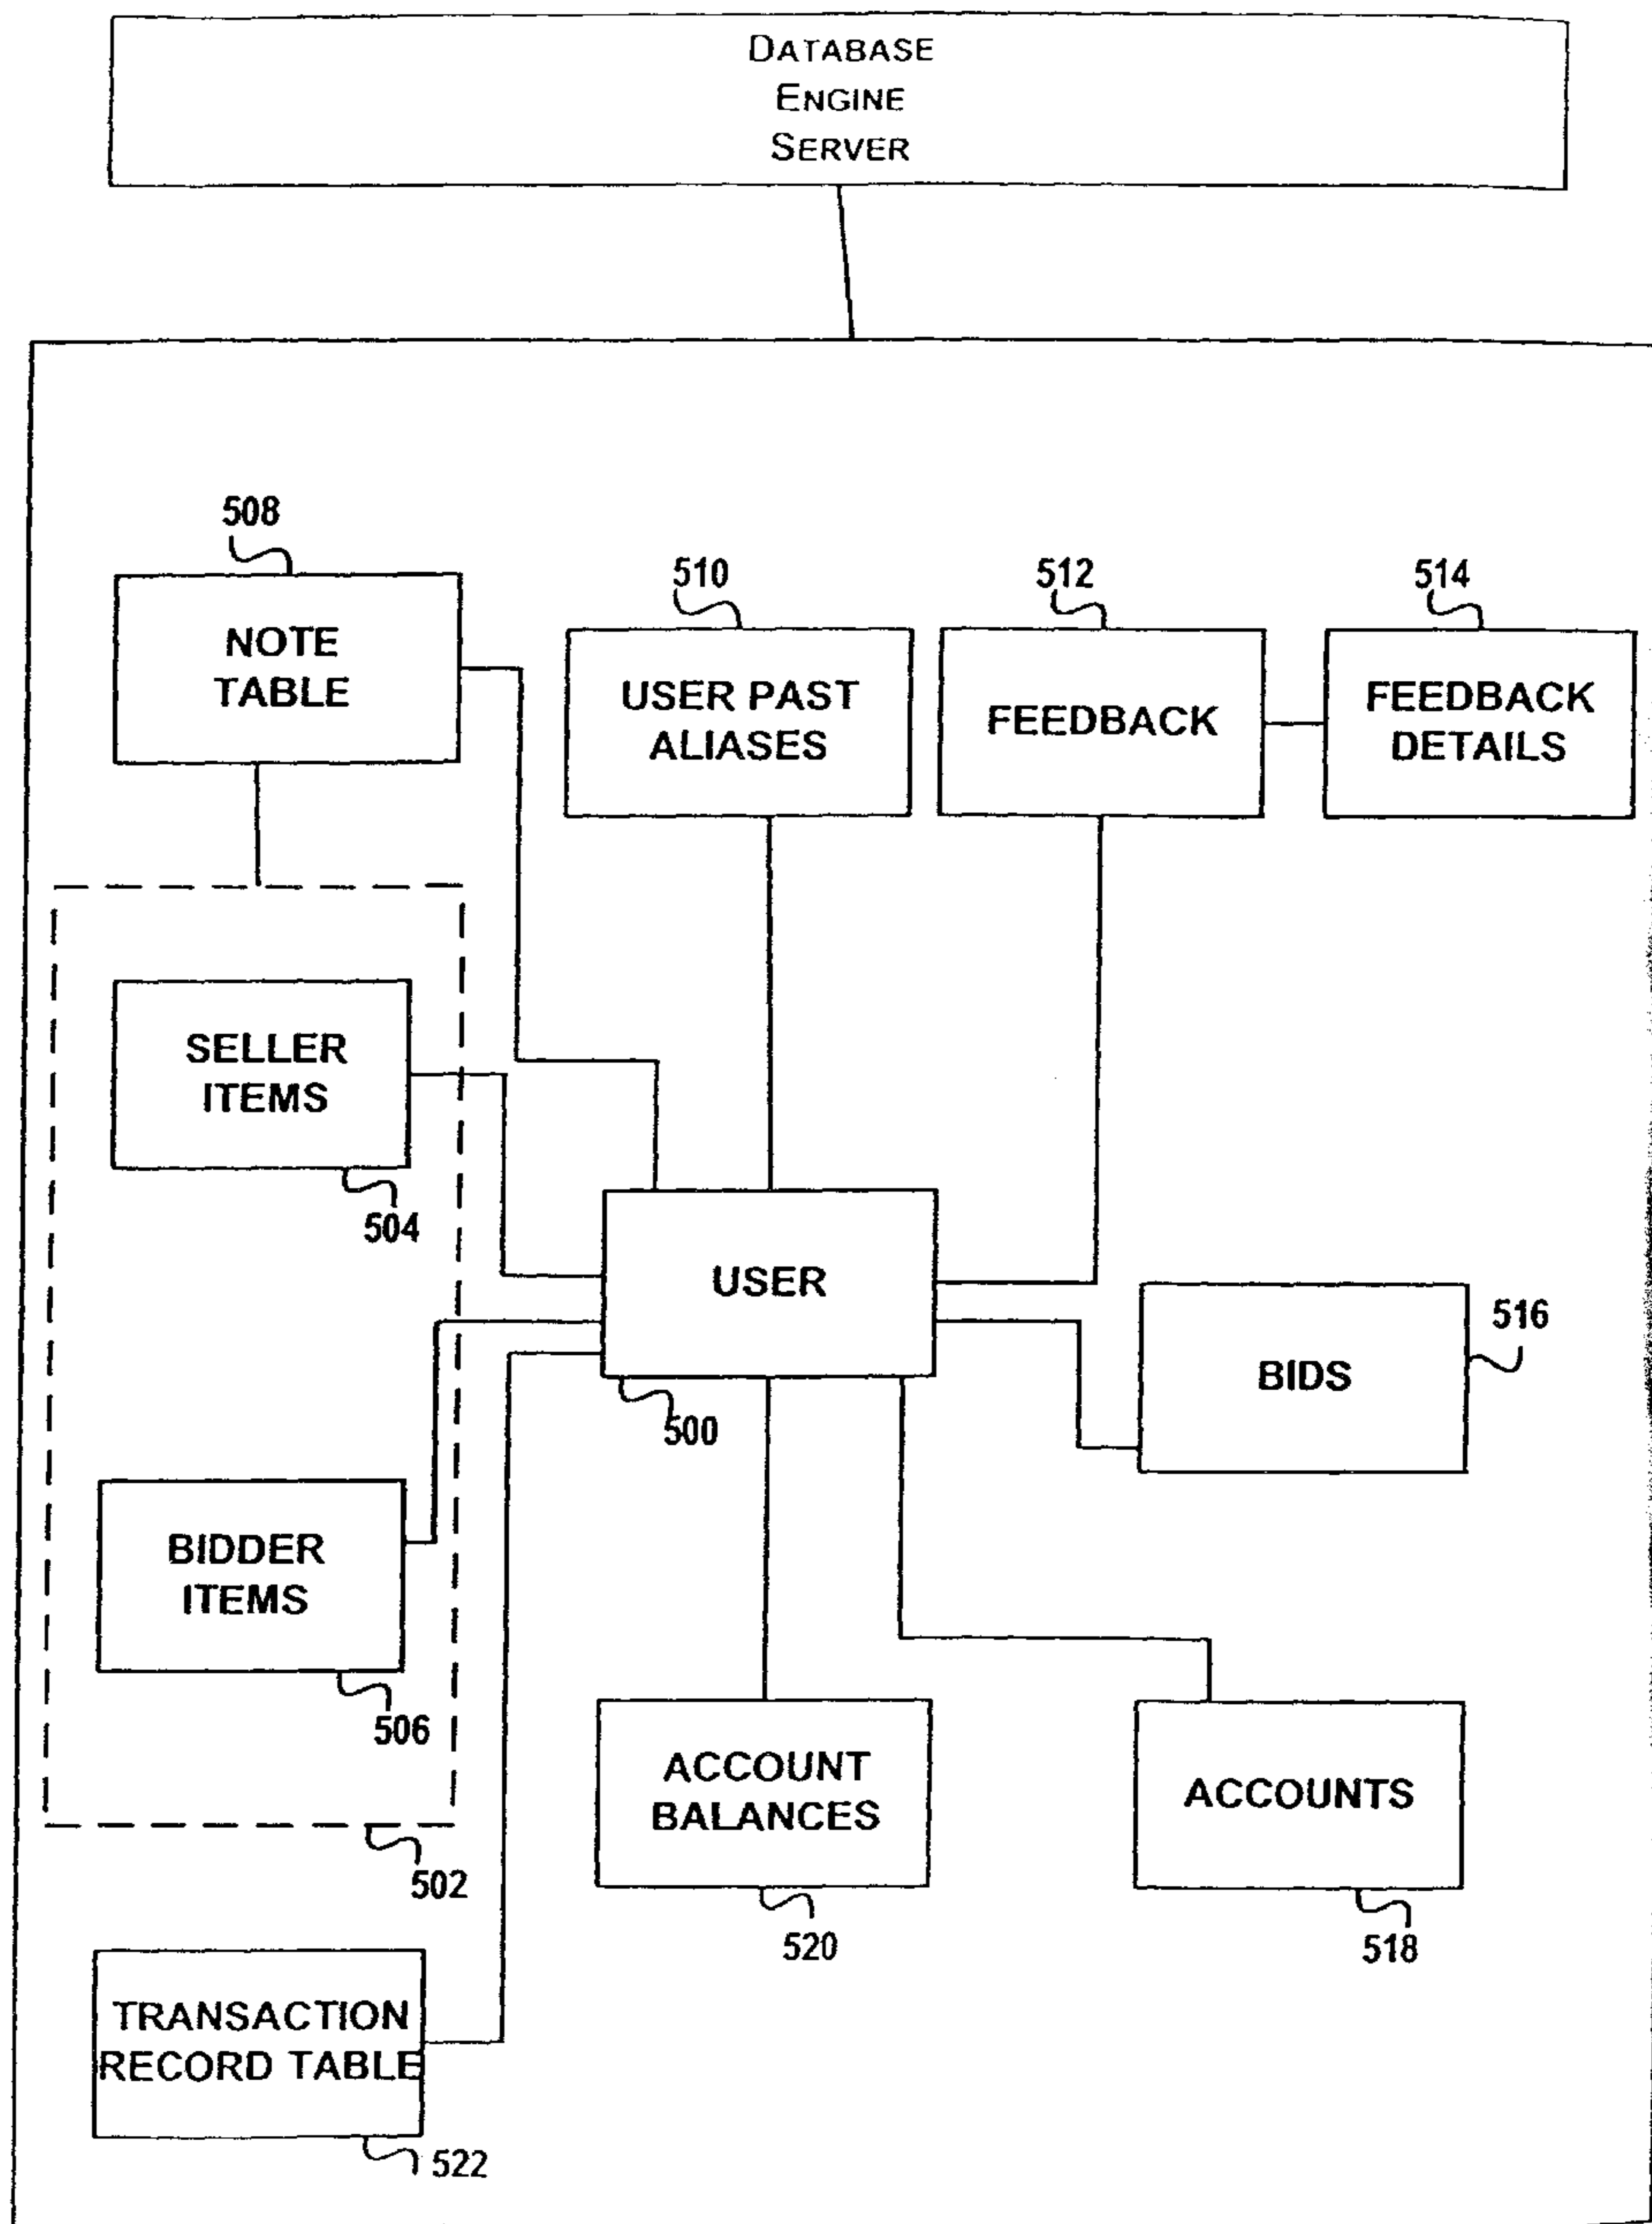 DATABASE
ENGINE
SERVER
508
NOTE
TABLE
510
USER PAST
ALIASES
512
FEEDBACK
514
FEEDBACK
DETAILS
SELLER
ITEMS
504
USER
500
BIDS
516
BIDDER
ITEMS
506
502
ACCOUNT
BALANCES
520
ACCOUNTS
518
TRANSACTION
RECORD TABLE
522